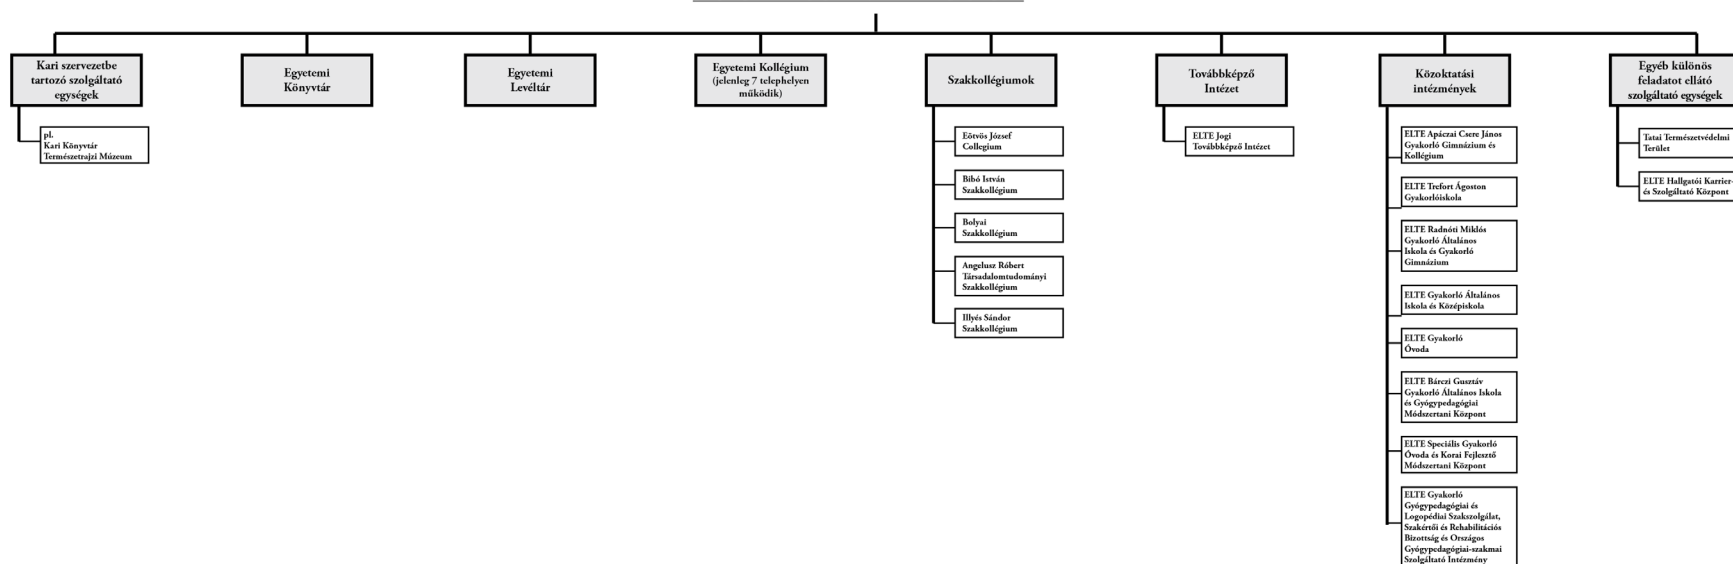 Kari szervezetbe
tartozó szolgáltató
egységek
pl.
Kari Könyvtár
Természetrajzi Múzeum
Egyetemi
Könyvtár
Egyetemi
Levéltár
Egyetemi Kollégium
(jelenleg 7 telephelyen
működik)
Szakkollégiumok
Eötvös József
Collegium
Bibó István
Szakkollégium
Bolyai
Szakkollégium
Angelusz Róbert
Társadalomtudományi
Szakkollégium
Illyés Sándor
Szakkollégium
Továbbképző
Intézet
ELTE Jogi
Továbbképző Intézet
Közoktatási
intézmények
ELTE Apáczai Csere János
Gyakorló Gimnázium és
Kollégium
ELTE Trefort Ágoston
Gyakorlóiskola
ELTE Radnóti Miklós
Gyakorló Általános
Iskola és Gyakorló
Gimnázium
ELTE Gyakorló Általános
Iskola és Középiskola
ELTE Gyakorló
Óvoda
ELTE Bárczi Gusztáv
Gyakorló Általános Iskola
és Gyógypedagógiai
Módszertani Központ
ELTE Speciális Gyakorló
Óvoda és Korai Fejlesztő
Módszertani Központ
ELTE Gyakorló
Gyógypedagógiai és
Logopédiai Szakszolgálat,
Szakértői és Rehabilitációs
Bizottság és Országos
Gyógypedagógiai-szakmai
Szolgáltató Intézmény
Egyéb különös
feladatot ellátó
szolgáltató egységek
Tatai Természetvédelmi
Terület
ELTE Hallgatói Karrier-
és Szolgáltató Központ